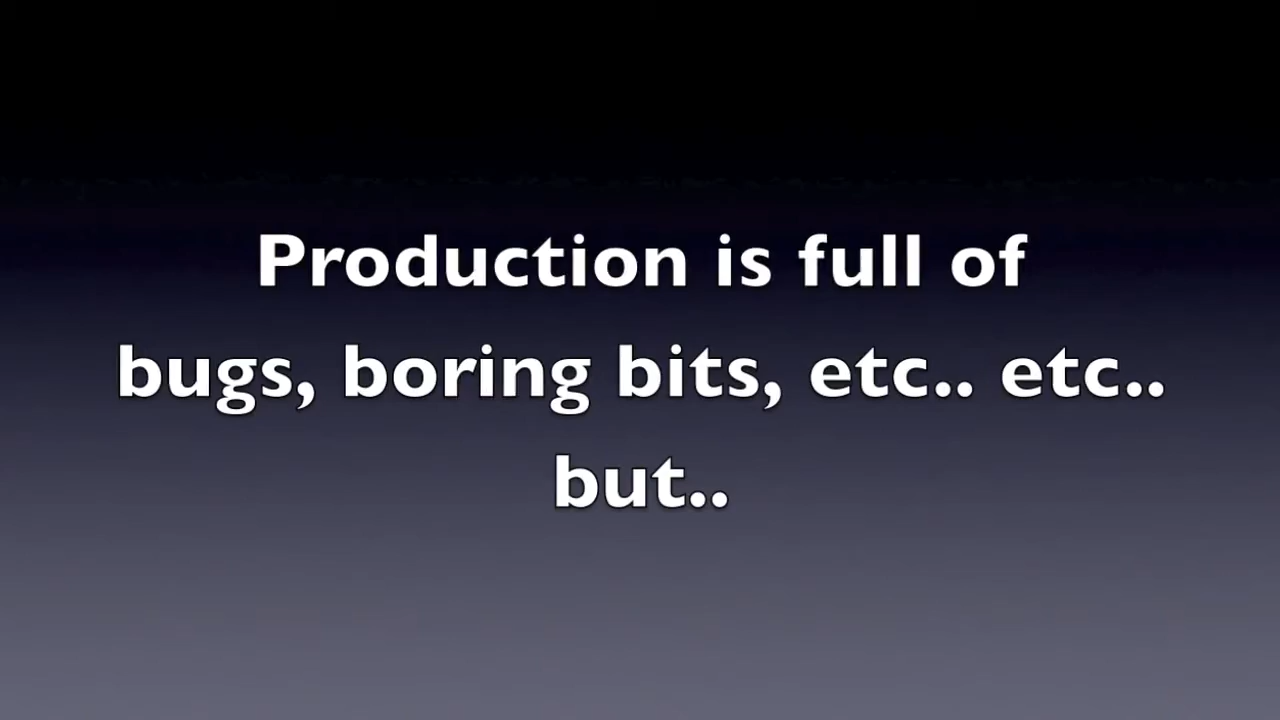 Production is full of
bugs, boring bits, etc.. etc..
but..